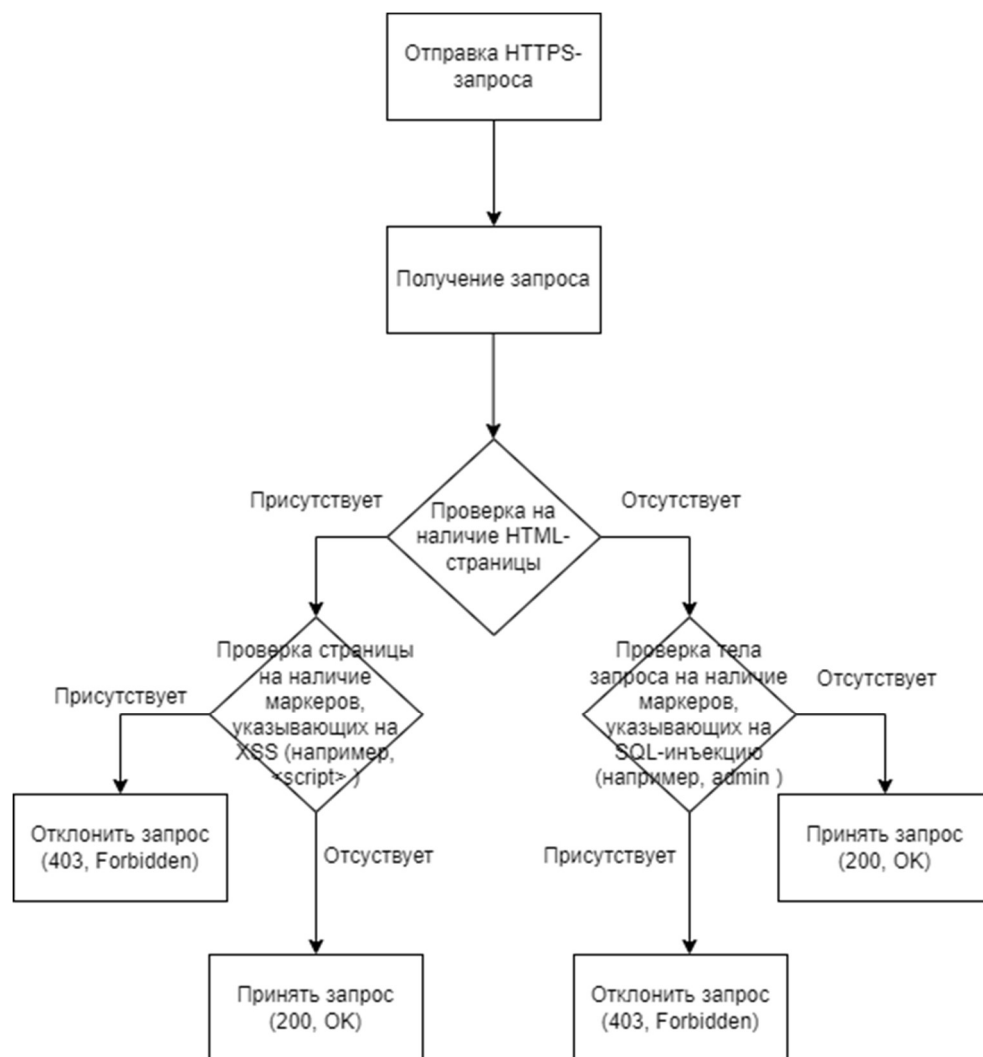 Отправка HTTPS-
запроса
Получение запроса
Присутствует
Отсутствует
Проверка на
наличие HTML-
страницы
Проверка страницы
на наличие
маркеров,
указывающих на
XSS (например,
<script> )
Проверка тела
запроса на наличие
маркеров,
указывающих на
SQL-инъекцию
(например, admin )
Присутствует
Отсутствует
Отклонить запрос
(403, Forbidden)
Отсуствует
Присутствует
Принять запрос
(200, OK)
Принять запрос
(200, OK)
Отклонить запрос
(403, Forbidden)